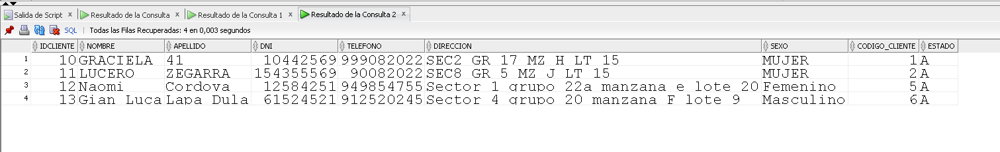 Salida de Script x Resultado de la Consulta x Resultado de la Consulta 1 x Resultado de la Consulta 2 x
SQL | Todas las Filas Recuperadas: 4 en 0,003 segundos
IDCLIENTE NOMBRE APELLIDO DNI TELEFONO DIRECCION SEXO CODIGO_CLIENTE ESTADO
1 10 GRACIELA 41 10442569 999082022 SEC2 GR 17 MZ H LT 15 MUJER 1 A
2 11 LUCERO ZEGARRA 154355569 90082022 SEC8 GR 5 MZ J LT 15 MUJER 2 A
3 12 Naomi Cordova 12584251 949854755 Sector 1 grupo 22a manzana e lote 20 Femenino 5 A
4 13 Gian Luca Lapa Dula 61524521 912520245 Sector 4 grupo 20 manzana F lote 9 Masculino 6 A